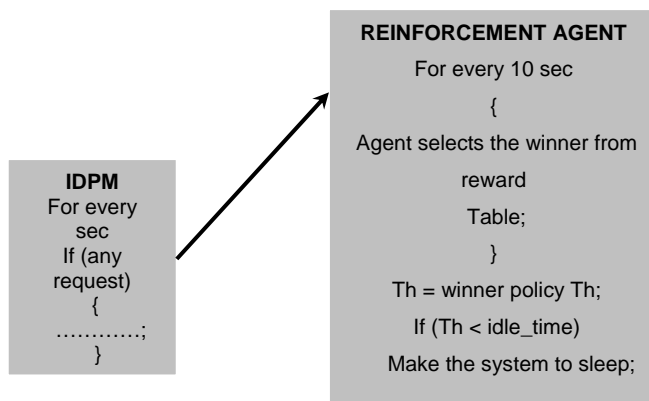 IDPM
For every
sec
If (any
request)
{
…………;
}
REINFORCEMENT AGENT
For every 10 sec
{
Agent selects the winner from
reward
Table;
}
Th = winner policy Th;
If (Th < idle_time)
Make the system to sleep;